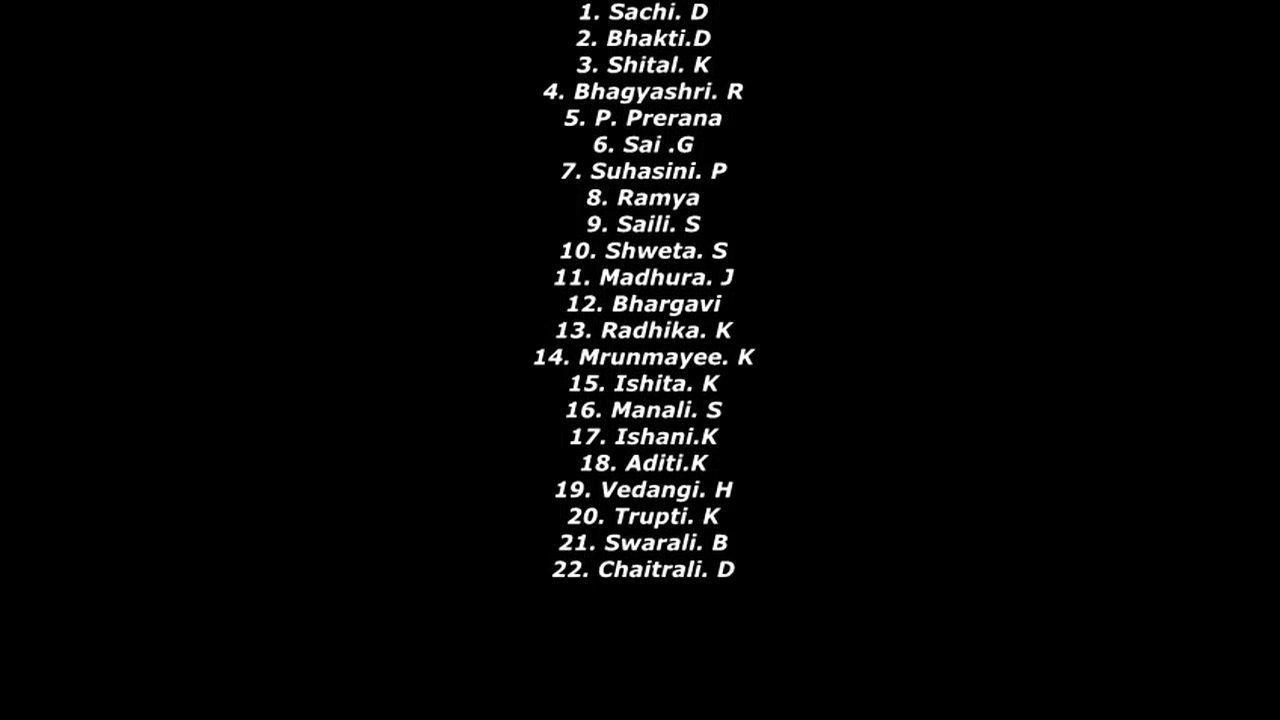 1. Sachi. D
2. Bhakti.D
3. Shital. K
4. Bhagyashri. R
5. P. Prerana
6. Sai .G
7. Suhasini. P
8. Ramya
9. Saili. S
10. Shweta. S
11. Madhura. J
12. Bhargavi
13. Radhika. K
14. Mrunmayee. K
15. Ishita. K
16. Manali. S
17. Ishani.K
18. Aditi.K
19. Vedangi. H
20. Trupti. K
21. Swarali. B
22. Chaitrali. D